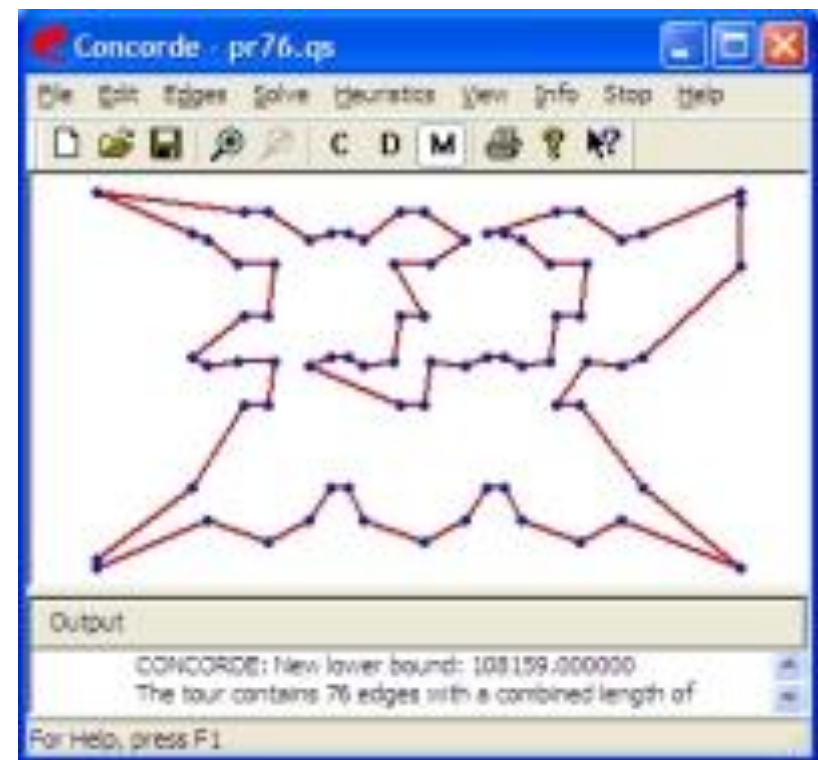 Concorde - pr76.qs
File Edit Edges Solve Heuristics View Info Stop Help
C D M
Output
CONCORDE: New lower bound: 108159.000000
The tour contains 76 edges with a combined length of
For Help, press F1